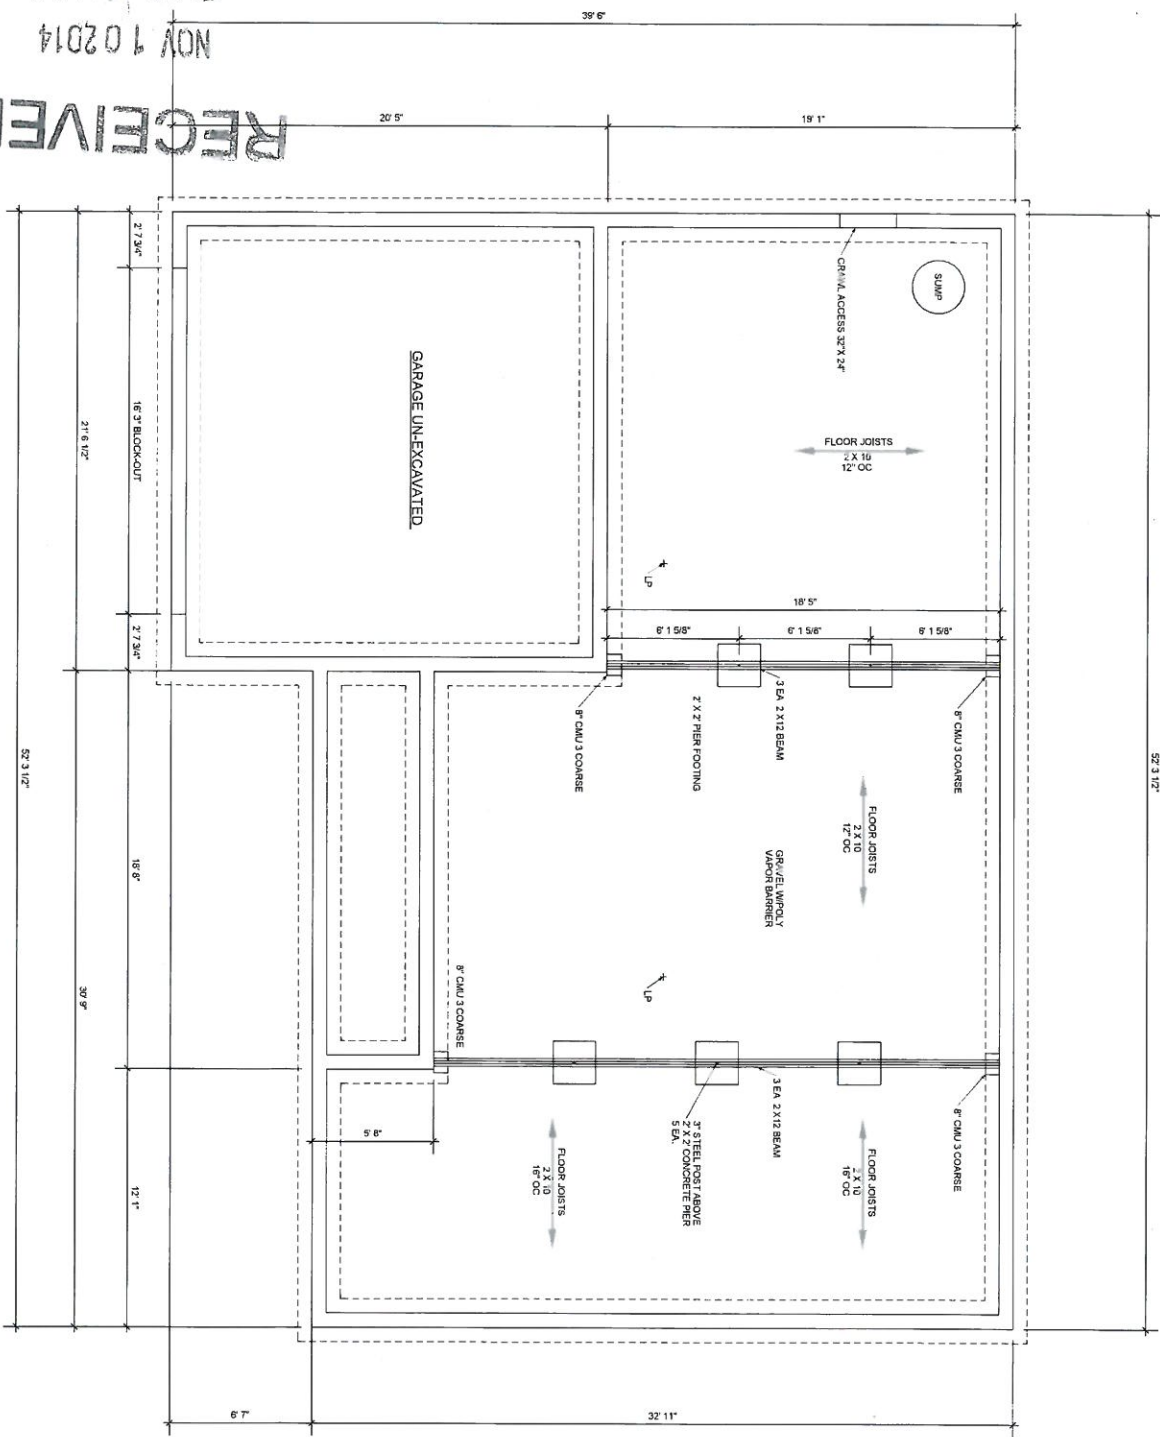 39' 6"
NOV 1 0 2014
20' 5"
19' 1"
2' 7 3/4"
16' 3" BLOCK-OUT
2' 7 3/4"
21' 6 1/2"
18' 8"
30' 9"
12' 1"
52' 3 1/2"
52' 3 1/2"
GARAGE UN-EXCAVATED
SUMP
CRAWL ACCESS 32" X 24"
FLOOR JOISTS
2 X 10
12" OC
LP
18' 5"
6' 1 5/8"
6' 1 5/8"
6' 1 5/8"
8" CMU 3 COARSE
2' X 2' PIER FOOTING
3 EA 2 X12 BEAM
8" CMU 3 COARSE
FLOOR JOISTS
2 X 10
12" OC
GRAVEL W/POLY
VAPOR BARRIER
LP
8" CMU 3 COARSE
5' 8"
3 EA 2 X12 BEAM
3" STEEL POST ABOVE
2' X 2' CONCRETE PIER
5 EA.
8" CMU 3 COARSE
FLOOR JOISTS
2 X 10
16" OC
FLOOR JOISTS
2 X 10
16" OC
6' 7"
32' 11"